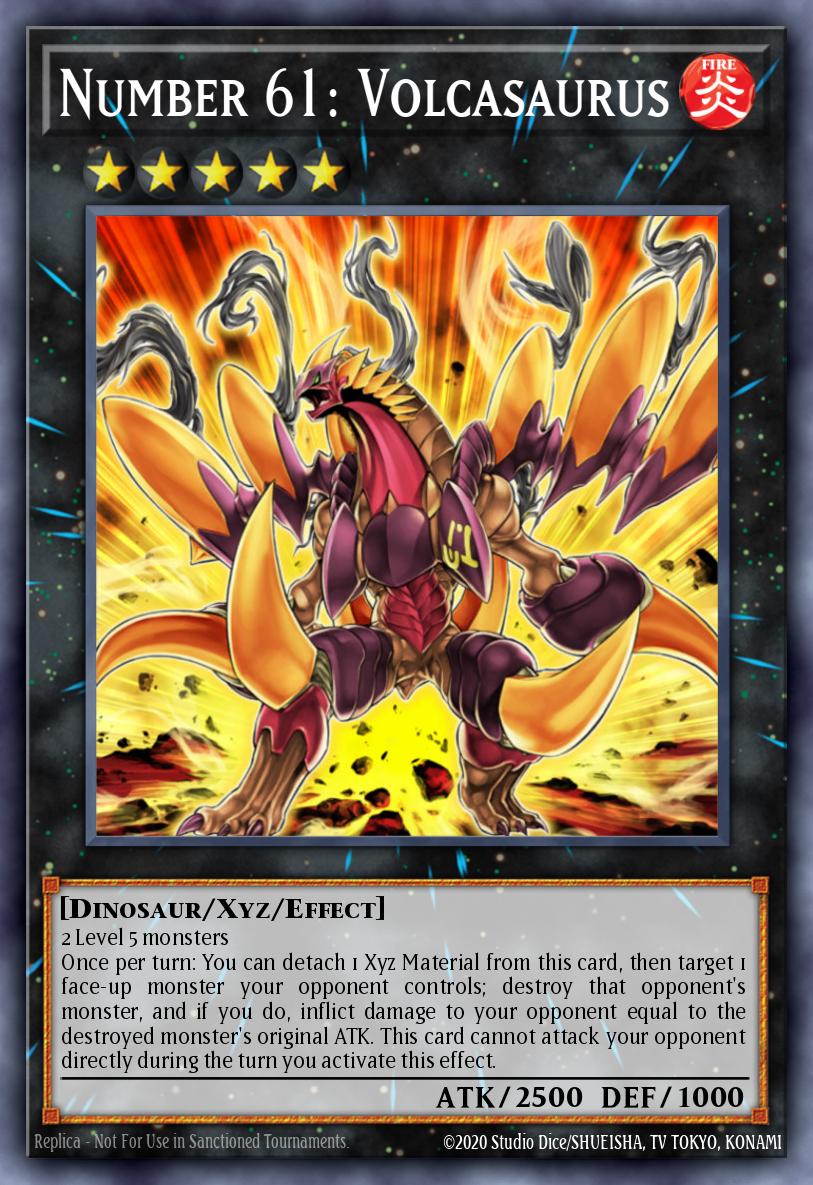 Number 61: Volcasaurus
FIRE
炎
61
[Dinosaur/Xyz/Effect]
2 Level 5 monsters
Once per turn: You can detach 1 Xyz Material from this card, then target 1
face-up monster your opponent controls; destroy that opponent's
monster, and if you do, inflict damage to your opponent equal to the
destroyed monster's original ATK. This card cannot attack your opponent
directly during the turn you activate this effect.
ATK/2500 DEF/1000
Replica - Not For Use in Sanctioned Tournaments.
©2020 Studio Dice/SHUEISHA, TV TOKYO, KONAMI